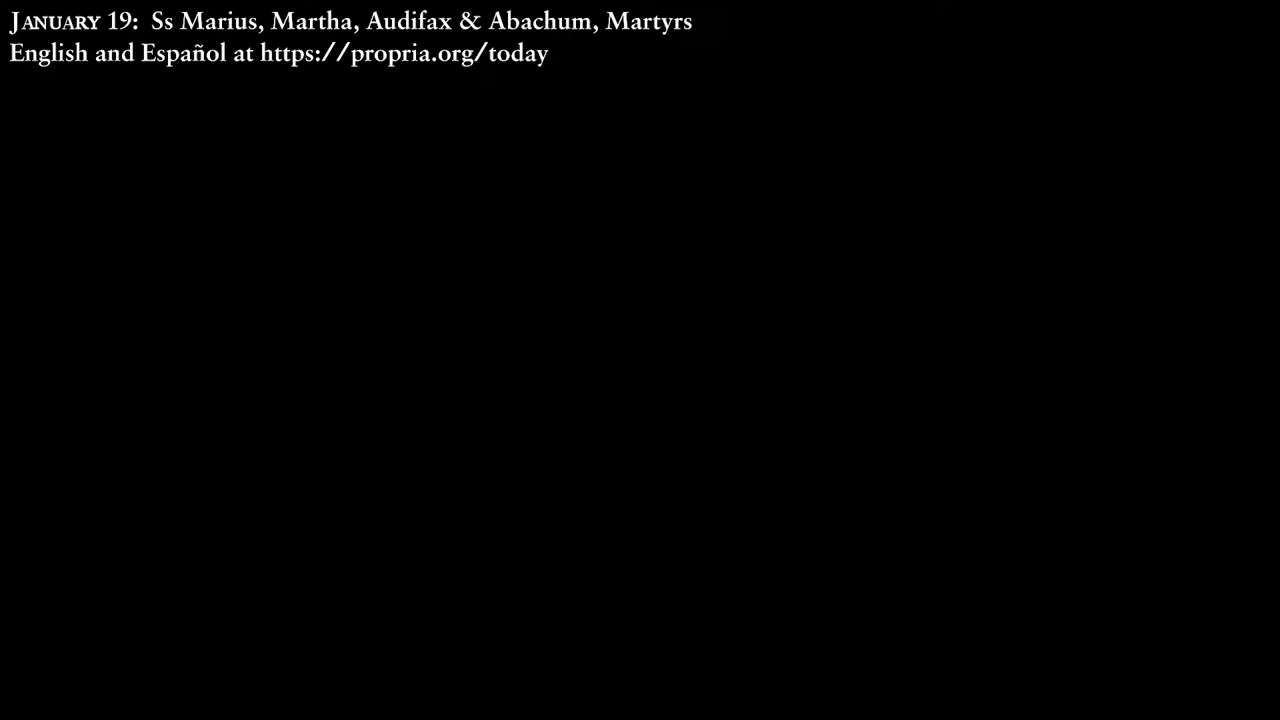 January 19: Ss Marius, Martha, Audifax & Abachum, Martyrs
English and Español at https://propria.org/today